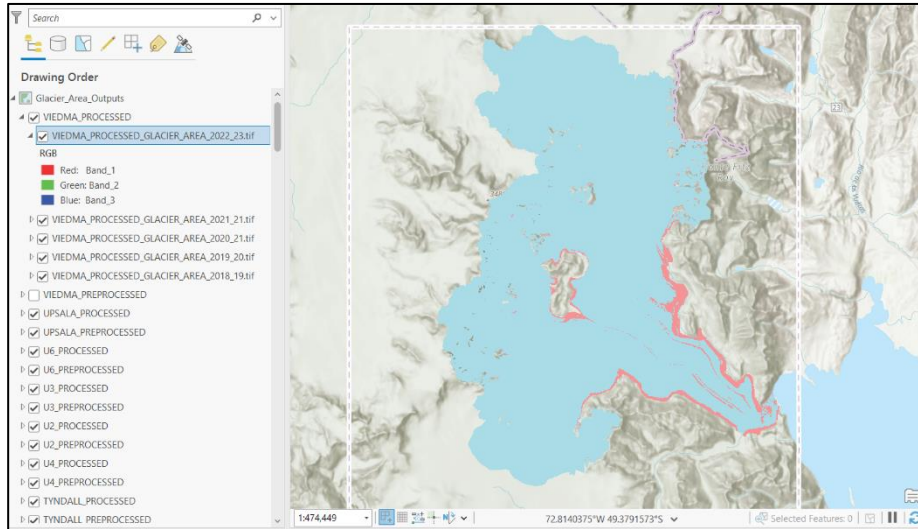 Search
Drawing Order
Glacier_Area_Outputs
VIEDMA_PROCESSED
VIEDMA_PROCESSED_GLACIER_AREA_2022_23.tif
RGB
Red: Band_1
Green: Band_2
Blue: Band_3
VIEDMA_PROCESSED_GLACIER_AREA_2021_21.tif
VIEDMA_PROCESSED_GLACIER_AREA_2020_21.tif
VIEDMA_PROCESSED_GLACIER_AREA_2019_20.tif
VIEDMA_PROCESSED_GLACIER_AREA_2018_19.tif
VIEDMA_PREPROCESSED
UPSALA_PROCESSED
UPSALA_PREPROCESSED
U6_PROCESSED
U6_PREPROCESSED
U3_PROCESSED
U3_PREPROCESSED
U2_PROCESSED
U2_PREPROCESSED
U4_PROCESSED
U4_PREPROCESSED
TYNDALL_PROCESSED
TYNDALL_PREPROCESSED
23
1:474,449
72.8140375°W 49.3791573°S
Selected Features: 0